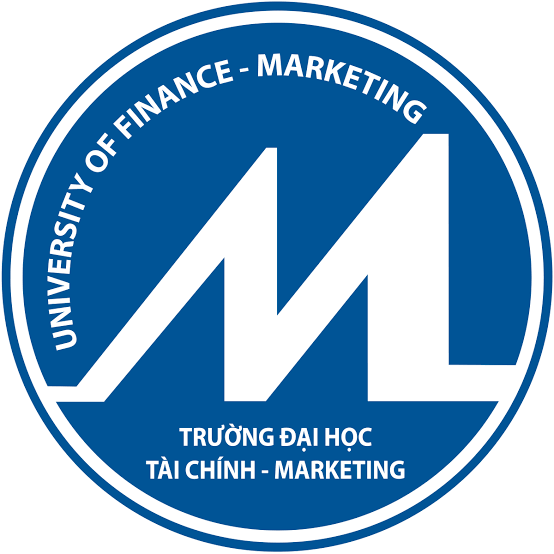 UNIVERSITY OF FINANCE - MARKETING
TRƯỜNG ĐẠI HỌC
TÀI CHÍNH - MARKETING